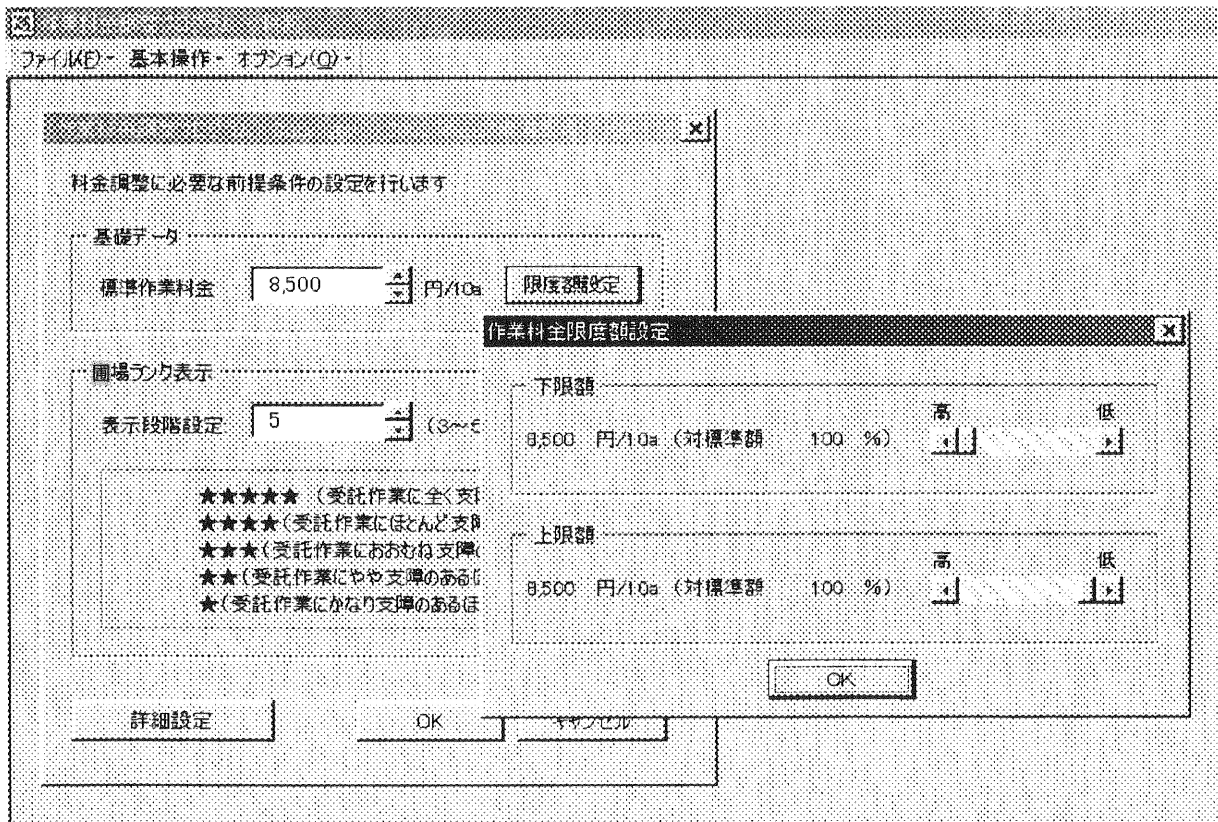 ファイル(F)▾ 基本操作▾ オプション(O)▾
料金調整に必要な前提条件の設定を行います
基礎データ
標準作業料金 8,500 円/10a 限度額設定
作業料金限度額設定
下限額
高 低
8,500 円/10a (対標準額 100 %)
上限額
高 低
8,500 円/10a (対標準額 100 %)
OK
圃場ランク表示
表示段階設定: 5 (3~
★★★★★ (受託作業に全く支
★★★★(受託作業にほとんど支障
★★★(受託作業におおむね支障
★★(受託作業にやや支障のあるほ
★(受託作業にかなり支障のあるほ
詳細設定 OK キャンセル